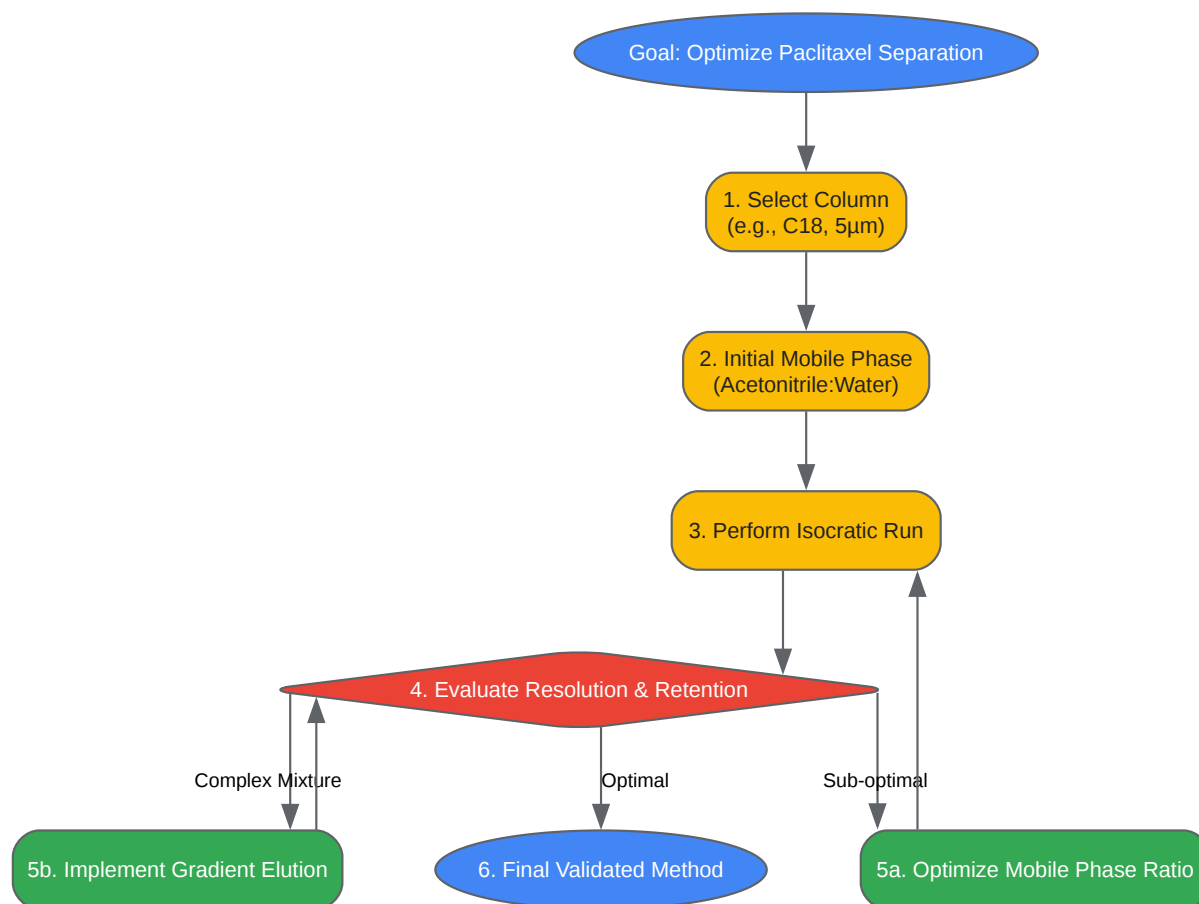 Goal: Optimize Paclitaxel Separation
1. Select Column
(e.g., C18, 5µm)
2. Initial Mobile Phase
(Acetonitrile:Water)
3. Perform Isocratic Run
4. Evaluate Resolution & Retention
Complex Mixture
Optimal
Sub-optimal
5b. Implement Gradient Elution
6. Final Validated Method
5a. Optimize Mobile Phase Ratio